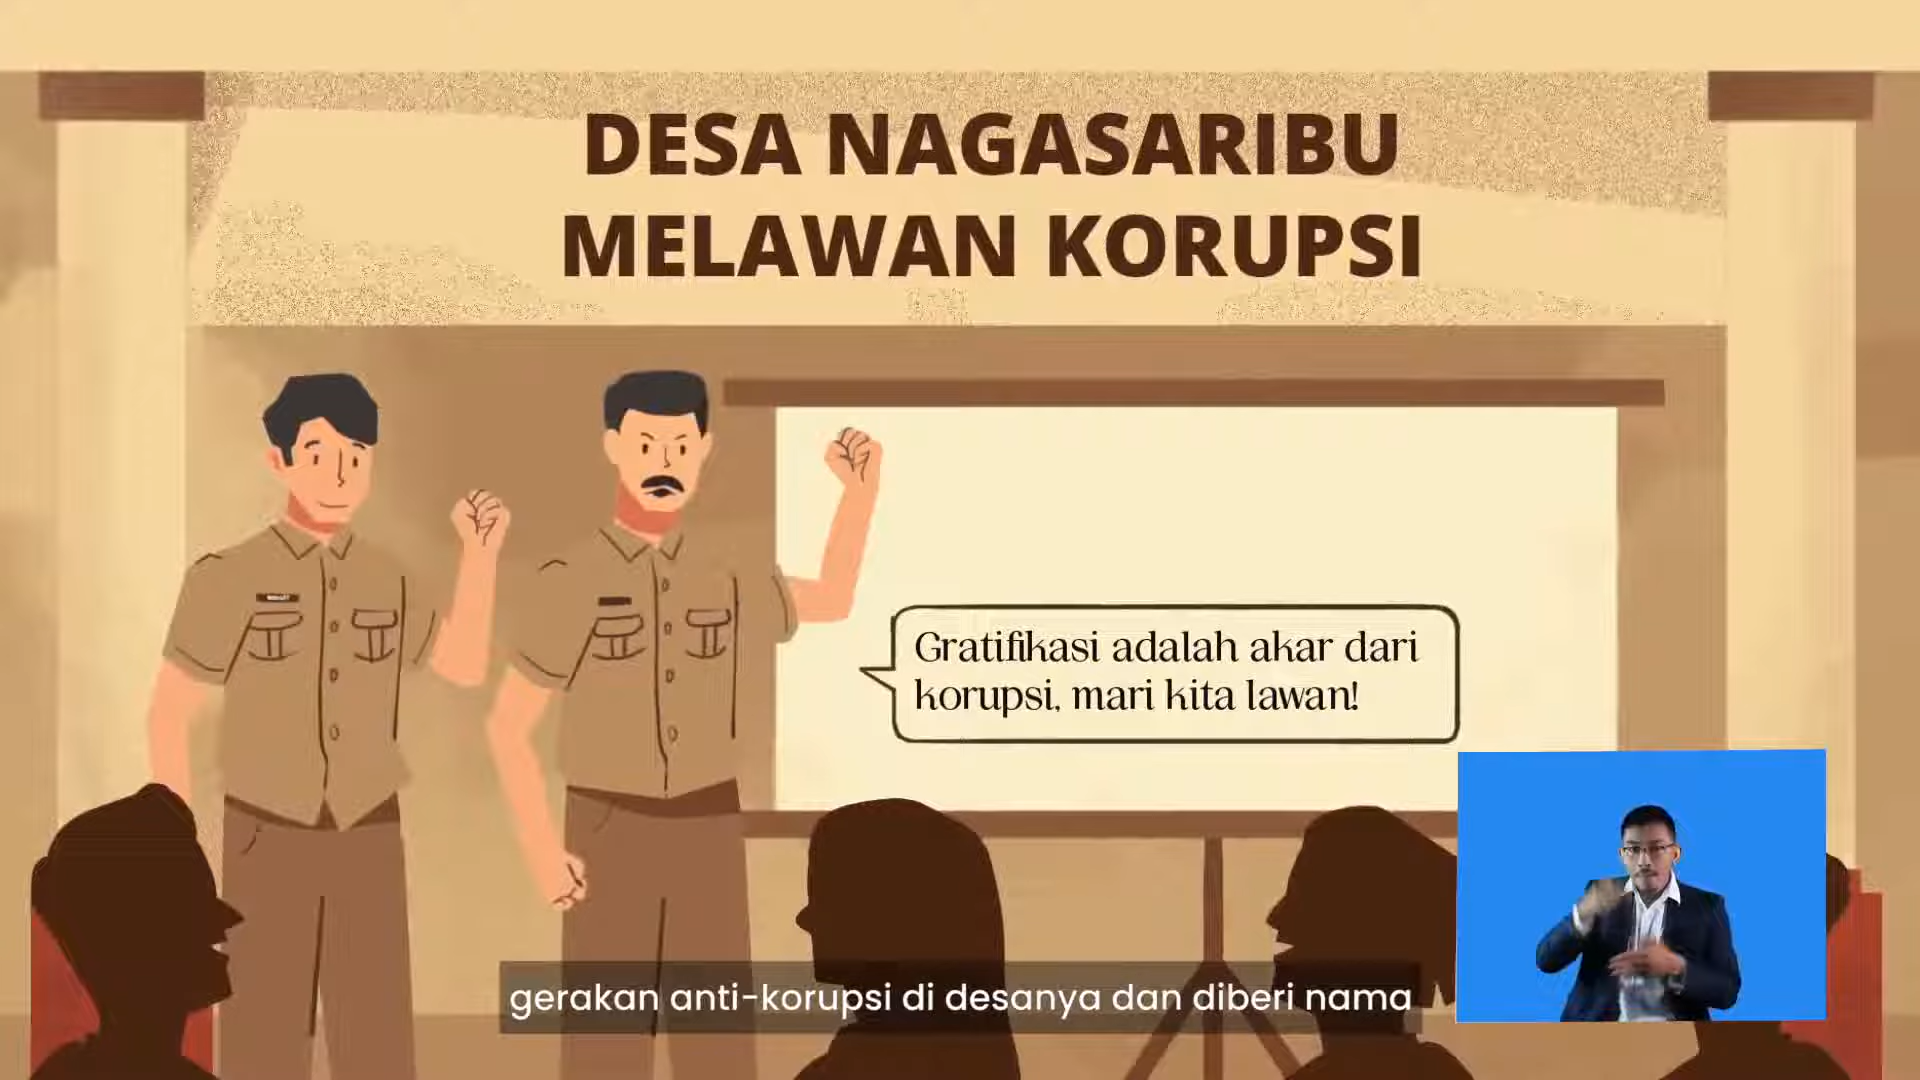 DESA NAGASARIBU
MELAWAN KORUPSI
Gratifikasi adalah akar dari
korupsi, mari kita lawan!
gerakan anti-korupsi di desanya dan diberi nama